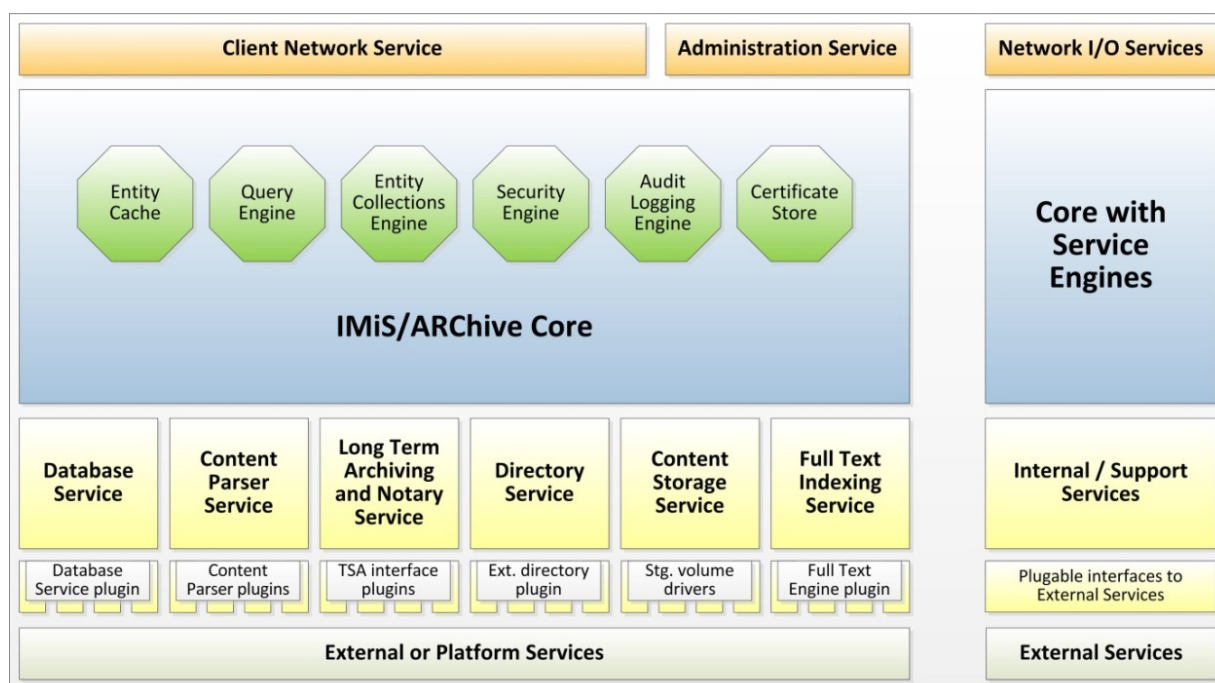 Client Network Service
Administration Service
Network I/O Services
Entity
Cache
Query
Engine
Entity
Collections
Engine
Security
Engine
Audit
Logging
Engine
Certificate
Store
IMiS/ARChive Core
Core with
Service
Engines
Database
Service
Content
Parser
Service
Long Term
Archiving
and Notary
Service
Directory
Service
Content
Storage
Service
Full Text
Indexing
Service
Internal / Support
Services
Database
Service plugin
Content
Parser plugins
TSA interface
plugins
Ext. directory
plugin
Stg. volume
drivers
Full Text
Engine plugin
Plugable interfaces to
External Services
External or Platform Services
External Services